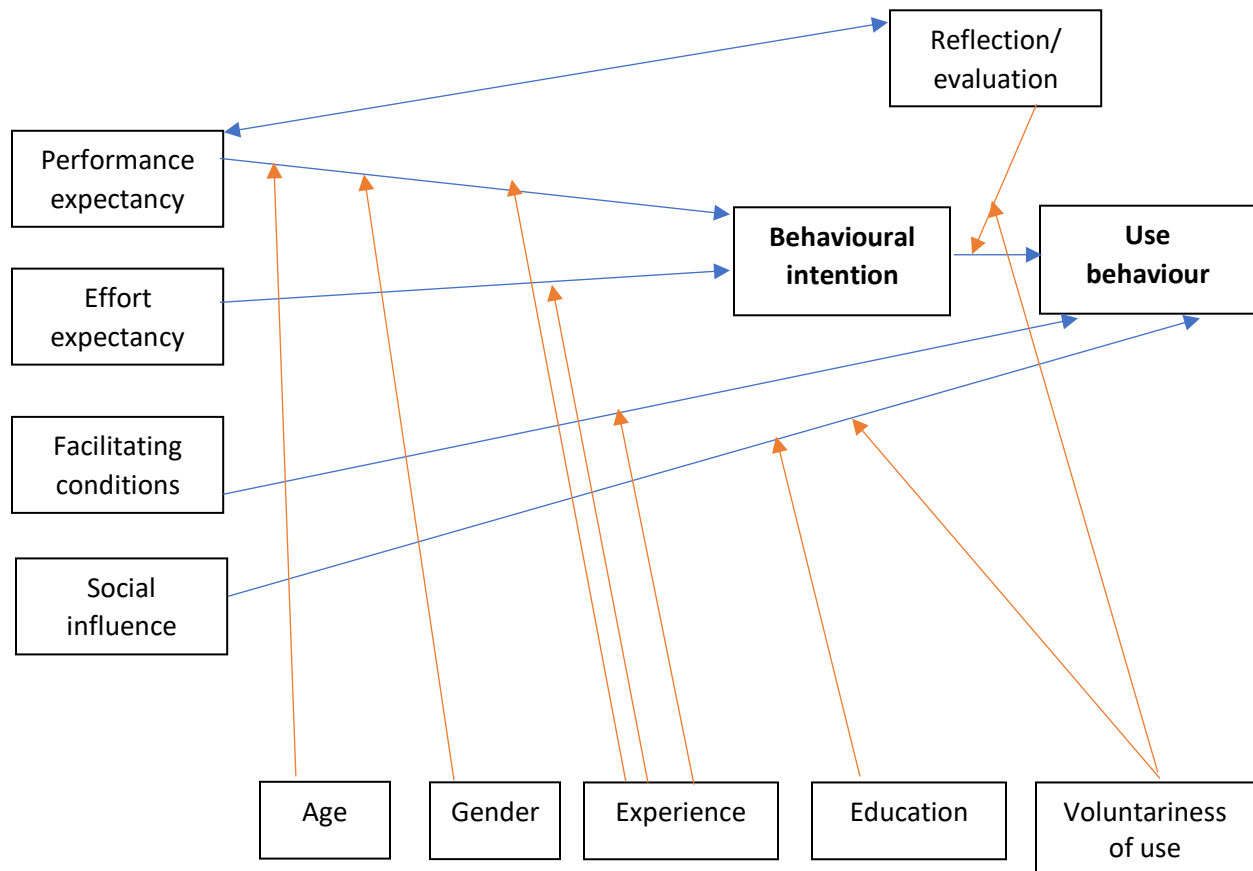 Reflection/
evaluation
Performance
expectancy
Behavioural
intention
Use
behaviour
Effort
expectancy
Facilitating
conditions
Social
influence
Age
Gender
Experience
Education
Voluntariness
of use